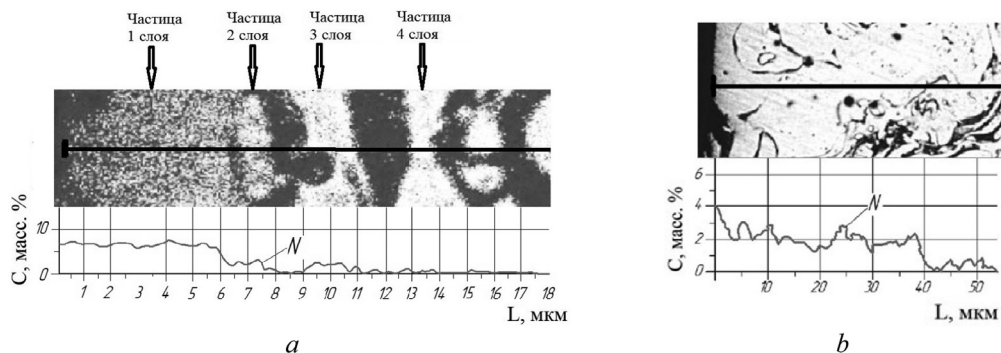 Частица
1 слоя
Частица
2 слоя
Частица
3 слоя
Частица
4 слоя
С, масс. %
10
0
N
1 2 3 4 5 6 7 8 9 10 11 12 13 14 15 16 17 18
L, мкм
a
С, масс. %
6
4
2
0
N
10 20 30 40 50
L, мкм
b